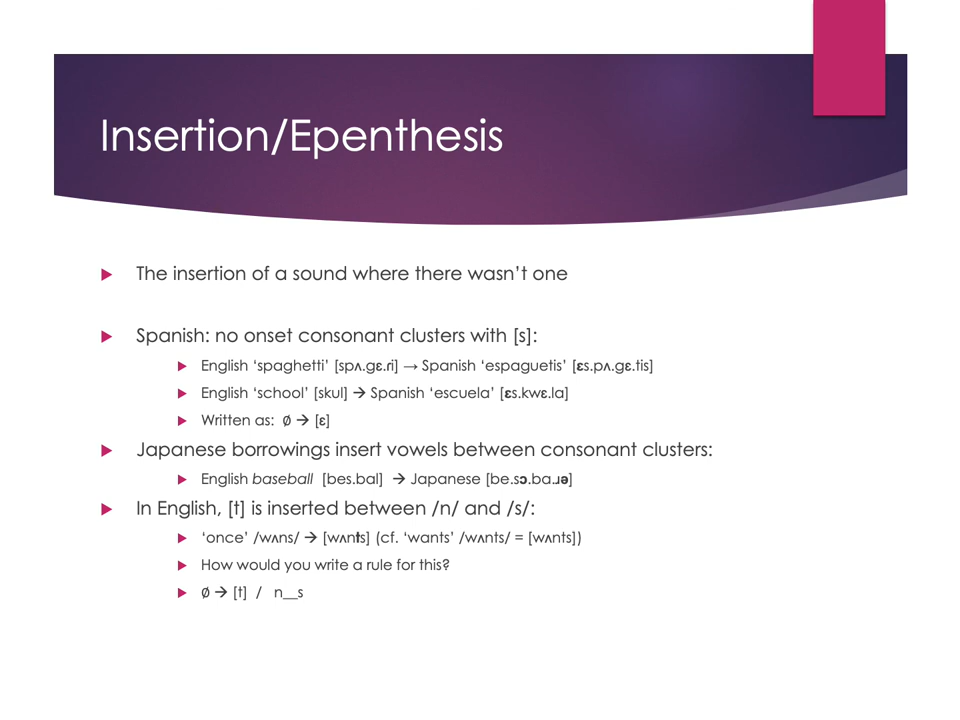 Insertion/Epenthesis
The insertion of a sound where there wasn’t one
Spanish: no onset consonant clusters with [s]:
English ‘spaghetti’ [spʌ.gɛ.ɾi] → Spanish ‘espaguetis’ [ɛs.pʌ.gɛ.tis]
English ‘school’ [skul] → Spanish ‘escuela’ [ɛs.kwɛ.la]
Written as: ∅ → [ɛ]
Japanese borrowings insert vowels between consonant clusters:
English baseball [bes.bal] → Japanese [be.sɔ.ba.ɹə]
In English, [t] is inserted between /n/ and /s/:
‘once’ /wʌns/ → [wʌnts] (cf. ‘wants’ /wʌnts/ = [wʌnts])
How would you write a rule for this?
∅ → [t] / n__s